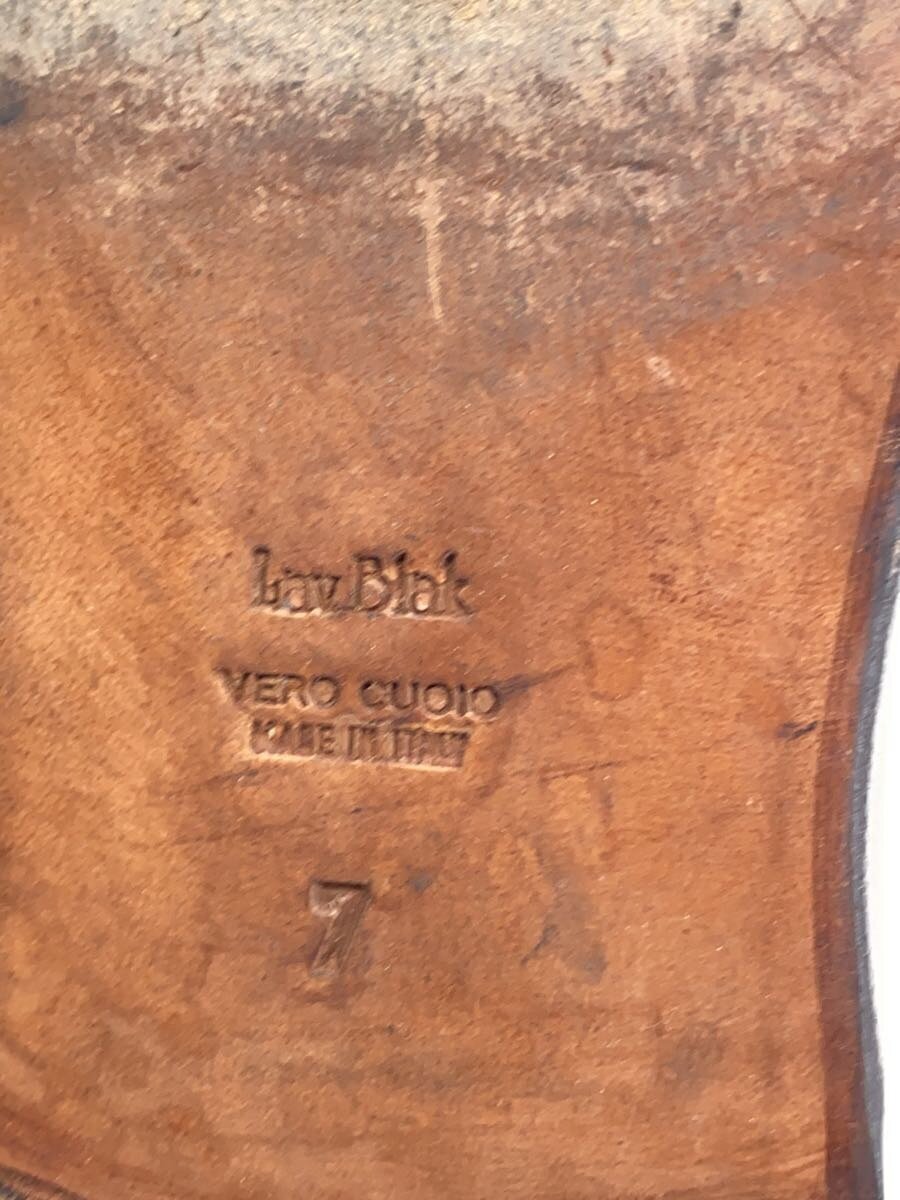 Lav. Blak
VERO CUOIO
MADE IN ITALY
7